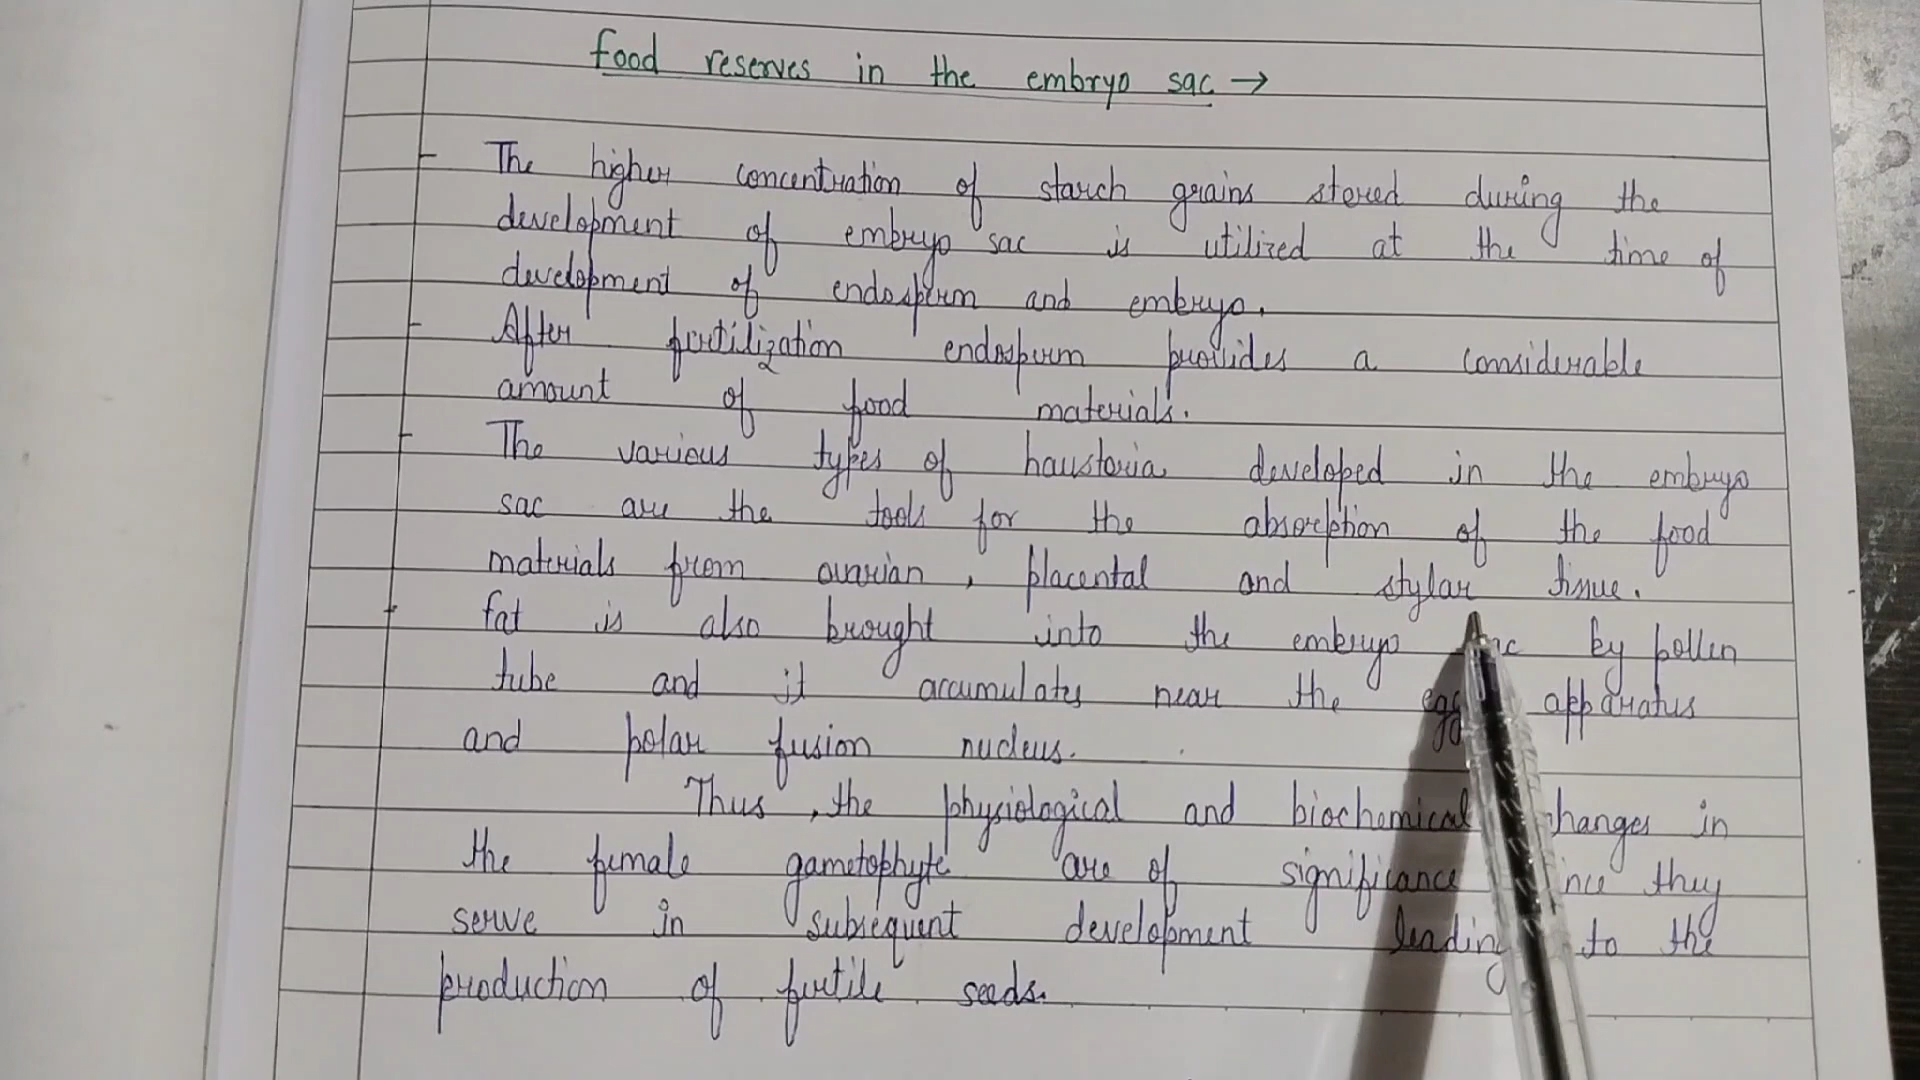 food reserves in the embryo sac →
- The higher concentration of starch grains stored during the
development of embryo sac is utilized at the time of
development of endosperm and embryo.
- After fertilization endosperm provides a considerable
amount of food materials.
- The various types of haustoria developed in the embryo
sac are the tools for the absorption of the food
materials from ovarian, placental and stylar tissue.
- fat is also brought into the embryo by pollen
tube and it accumulates near the apparatus
and polar fusion nucleus.
Thus, the physiological and biochemical in
the female gametophyte are of significance they
serve in subsequent development leading to the
production of fertile seeds.